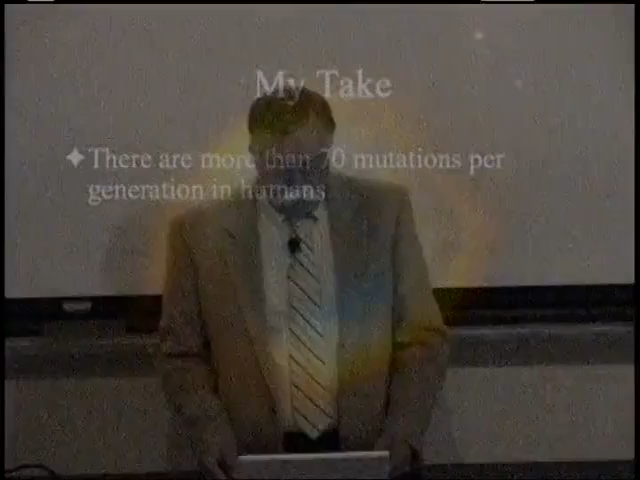 My Take
✦There are more than 70 mutations per
generation in humans